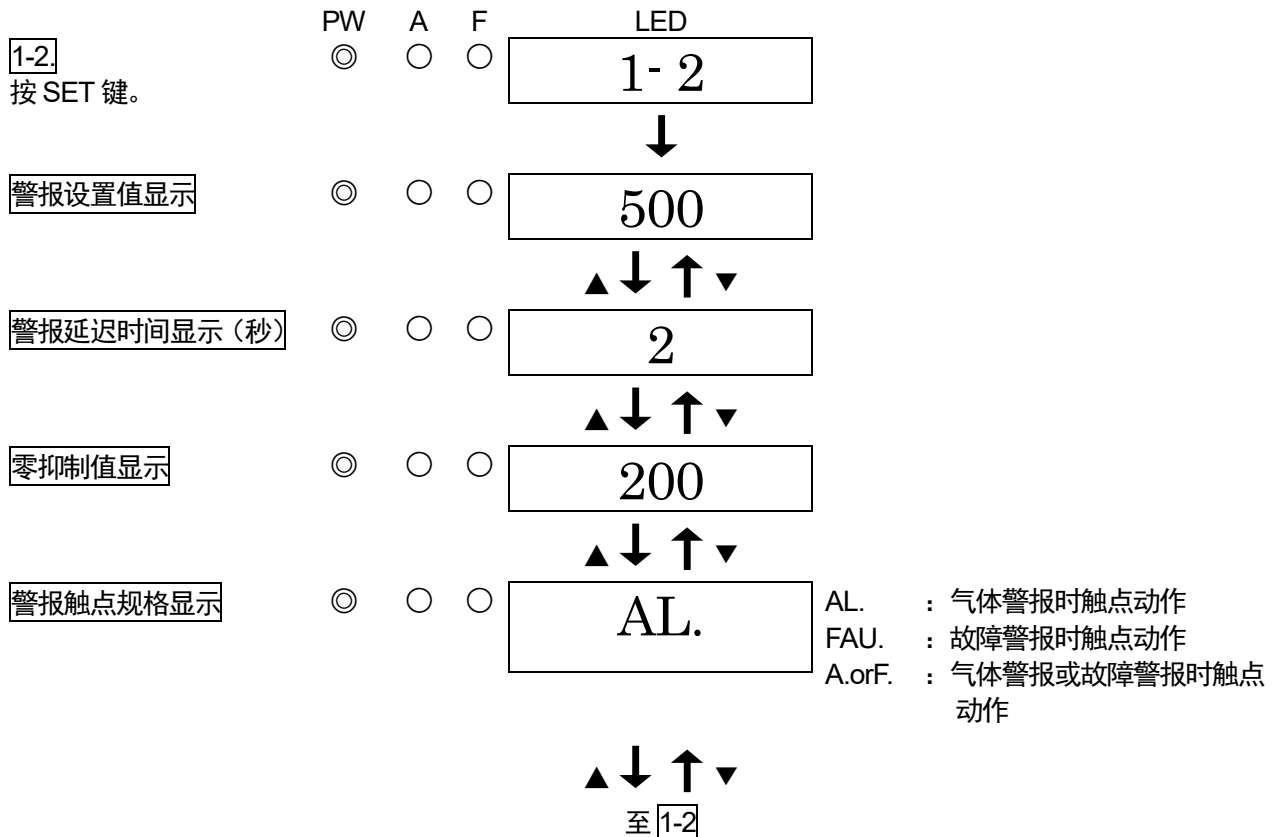 PW A F LED
1-2. ◎ ○ ○ 1- 2
按 SET 键。
↓
警报设置值显示 ◎ ○ ○ 500
▲ ↓ ↑ ▼
警报延迟时间显示（秒） ◎ ○ ○ 2
▲ ↓ ↑ ▼
零抑制值显示 ◎ ○ ○ 200
▲ ↓ ↑ ▼
警报触点规格显示 ◎ ○ ○ AL. AL. ：气体警报时触点动作
FAU. ：故障警报时触点动作
A.orF. ：气体警报或故障警报时触点
动作
▲ ↓ ↑ ▼
至 1-2